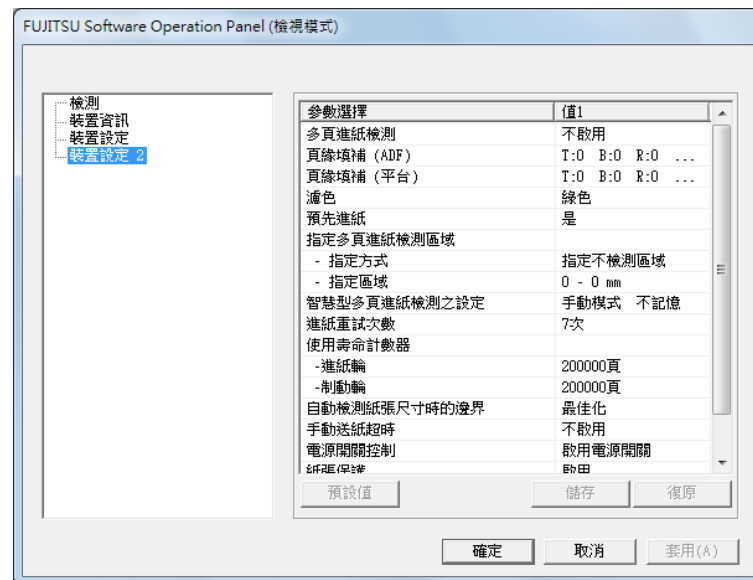 FUJITSU Software Operation Panel (檢視模式)
檢測
裝置資訊
裝置設定
裝置設定 2
參數選擇 值1
多頁進紙檢測 不啟用
頁緣填補 (ADF) T:0 B:0 R:0 ...
頁緣填補 (平台) T:0 B:0 R:0 ...
濾色 綠色
預先進紙 是
指定多頁進紙檢測區域
- 指定方式 指定不檢測區域
- 指定區域 0 - 0 mm
智慧型多頁進紙檢測之設定 手動模式 不記憶
進紙重試次數 7次
使用壽命計數器
-進紙輪 200000頁
-制動輪 200000頁
自動檢測紙張尺寸時的邊界 最佳化
手動送紙超時 不啟用
電源開關控制 啟用電源開關
紙張保護 啟用
預設值 儲存 復原
確定 取消 套用(A)